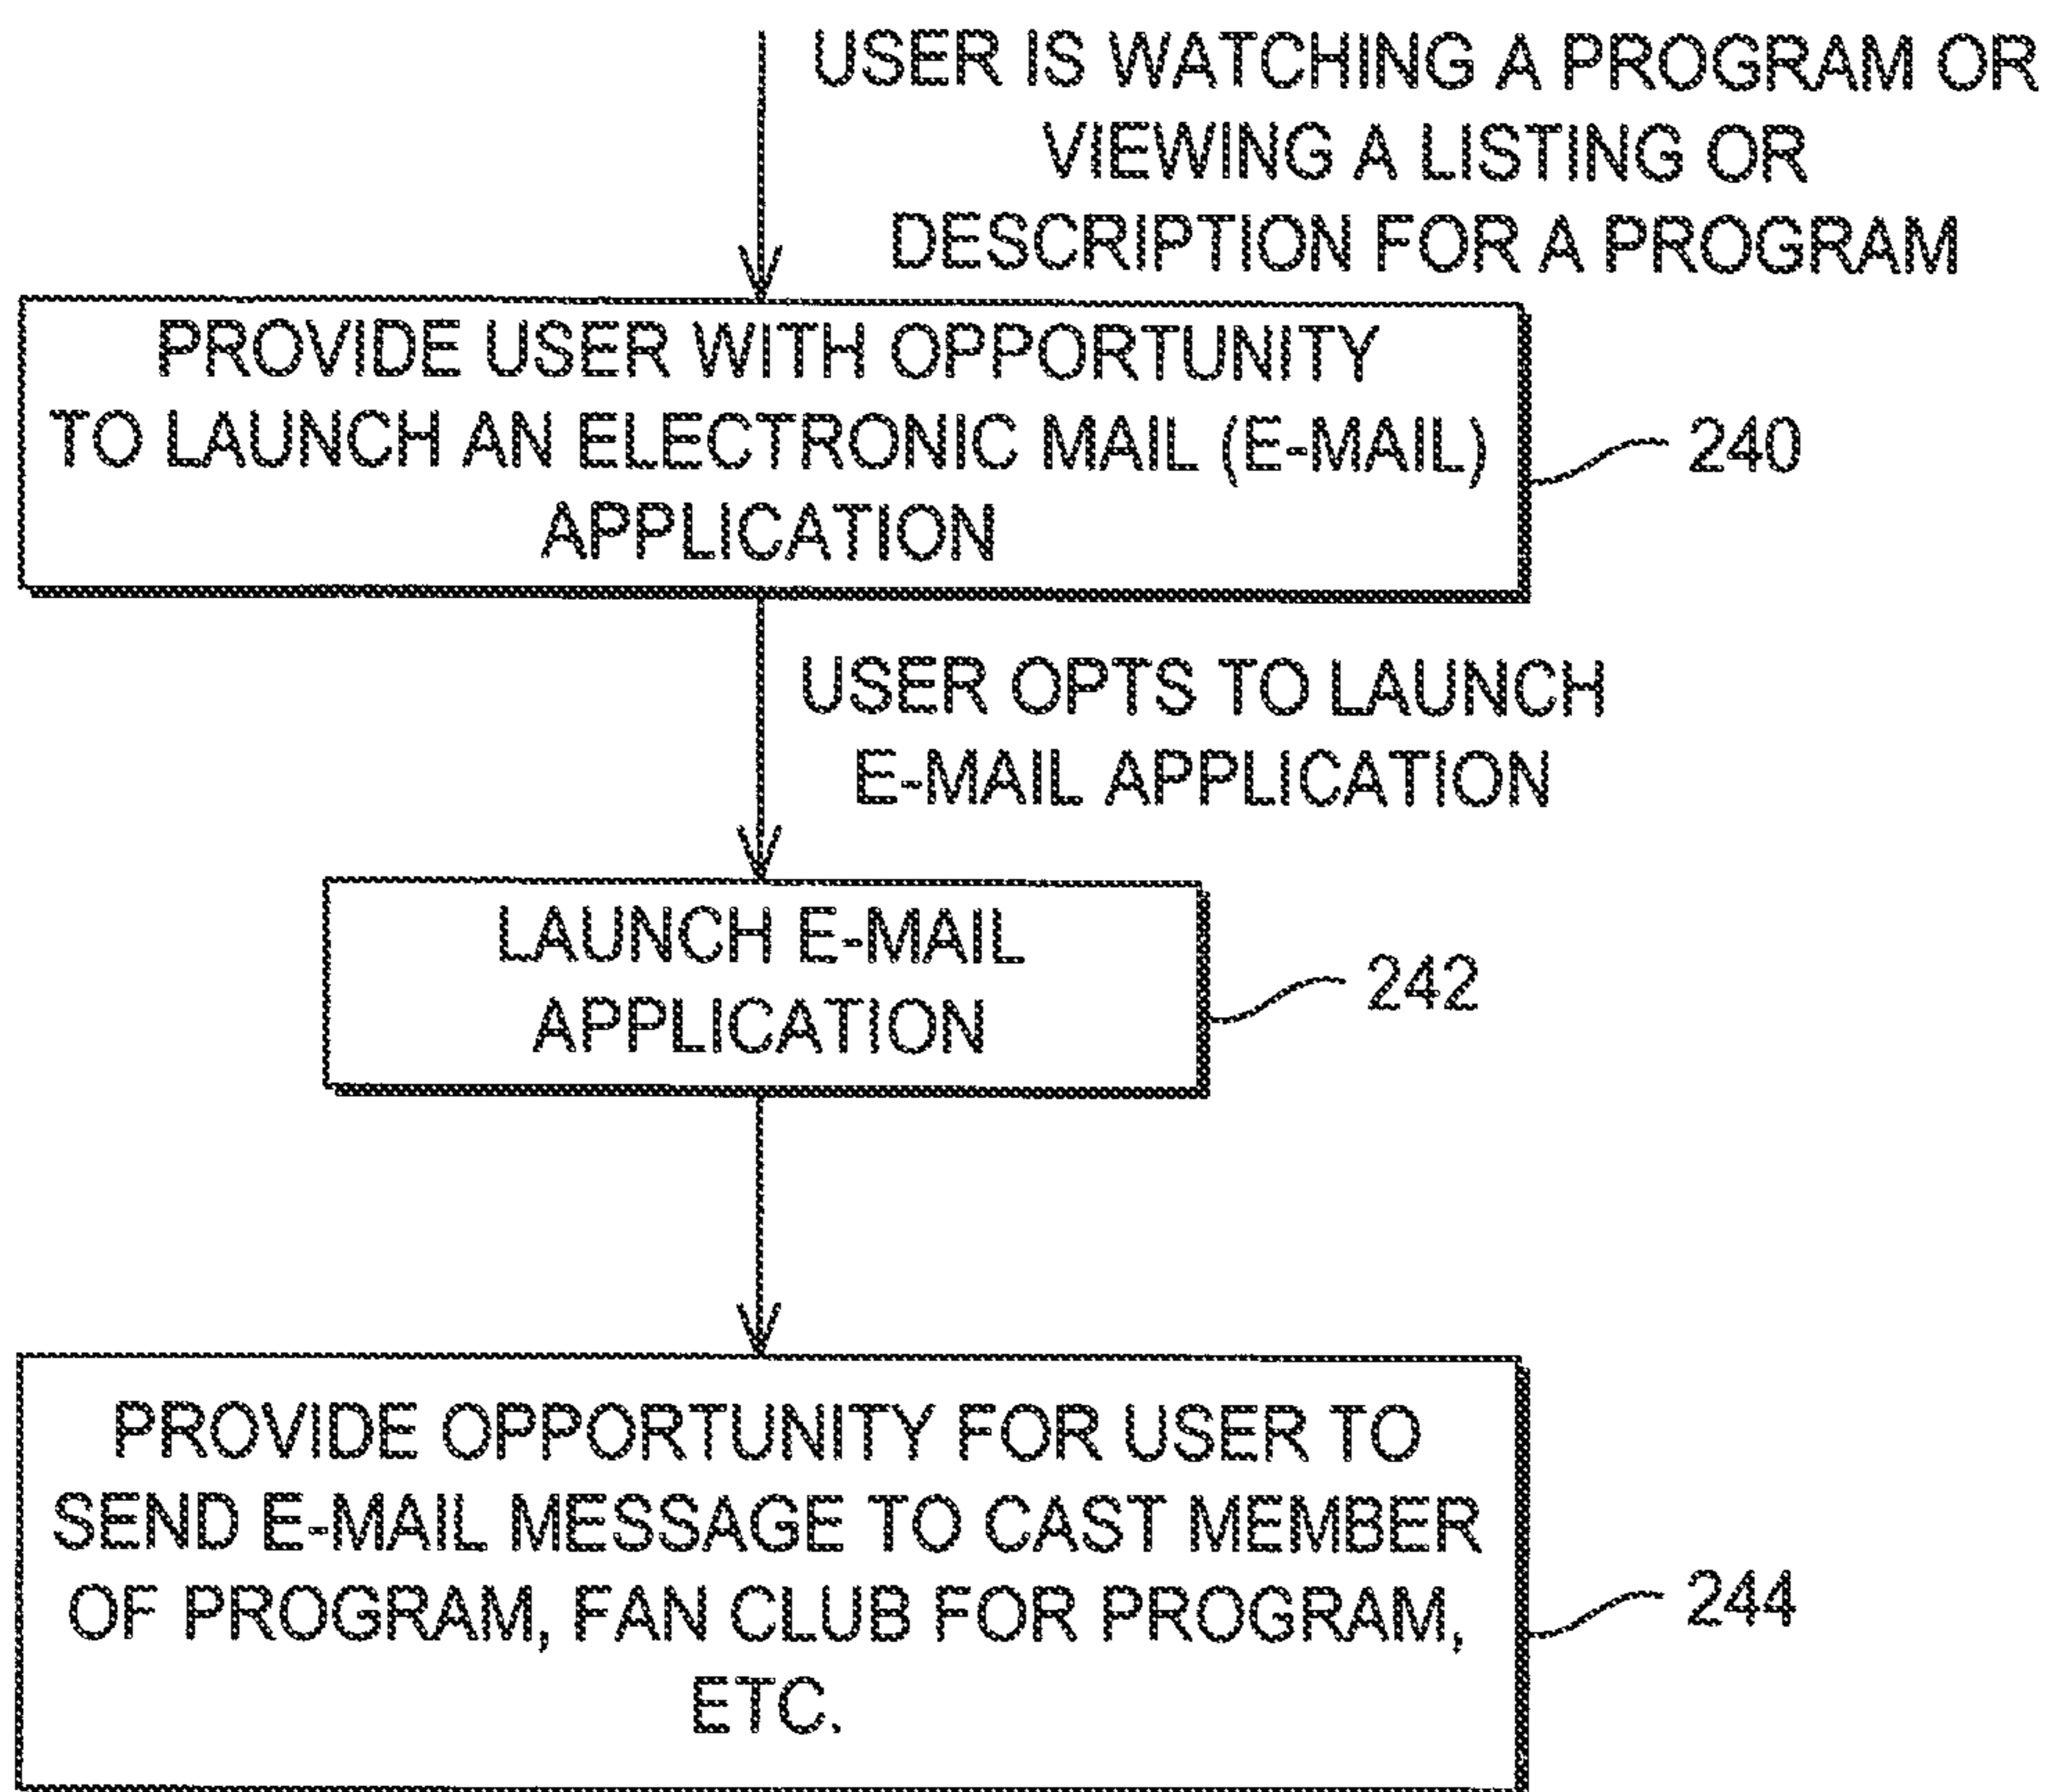 USER IS WATCHING A PROGRAM OR
VIEWING A LISTING OR
DESCRIPTION FOR A PROGRAM
PROVIDE USER WITH OPPORTUNITY
TO LAUNCH AN ELECTRONIC MAIL (E-MAIL)
APPLICATION
240
USER OPTS TO LAUNCH
E-MAIL APPLICATION
LAUNCH E-MAIL
APPLICATION
242
PROVIDE OPPORTUNITY FOR USER TO
SEND E-MAIL MESSAGE TO CAST MEMBER
OF PROGRAM, FAN CLUB FOR PROGRAM,
ETC.
244